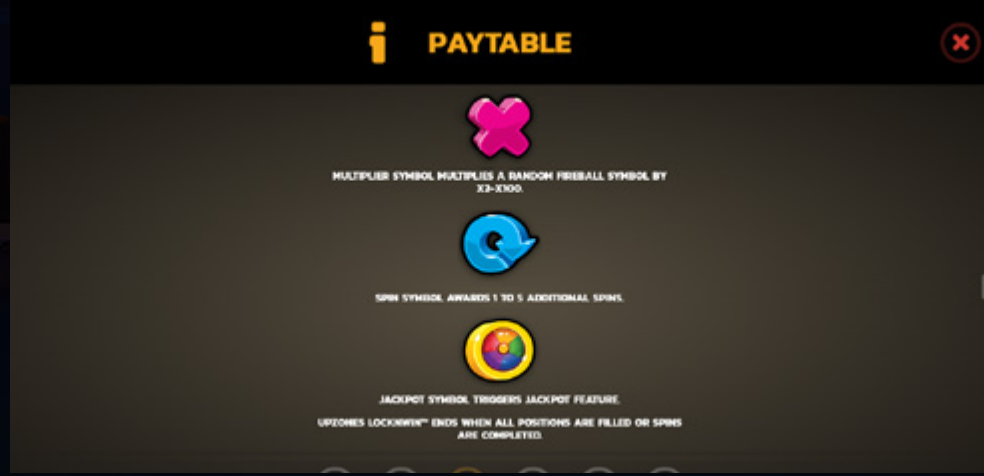 PAYTABLE
MULTIPLIER SYMBOL MULTIPLIES A RANDOM FIREBALL SYMBOL BY
X2-X100.
SPIN SYMBOL AWARDS 1 TO 5 ADDITIONAL SPINS.
JACKPOT SYMBOL TRIGGERS JACKPOT FEATURE.
UPZONES LOCKNWIN™ ENDS WHEN ALL POSITIONS ARE FILLED OR SPINS
ARE COMPLETED.